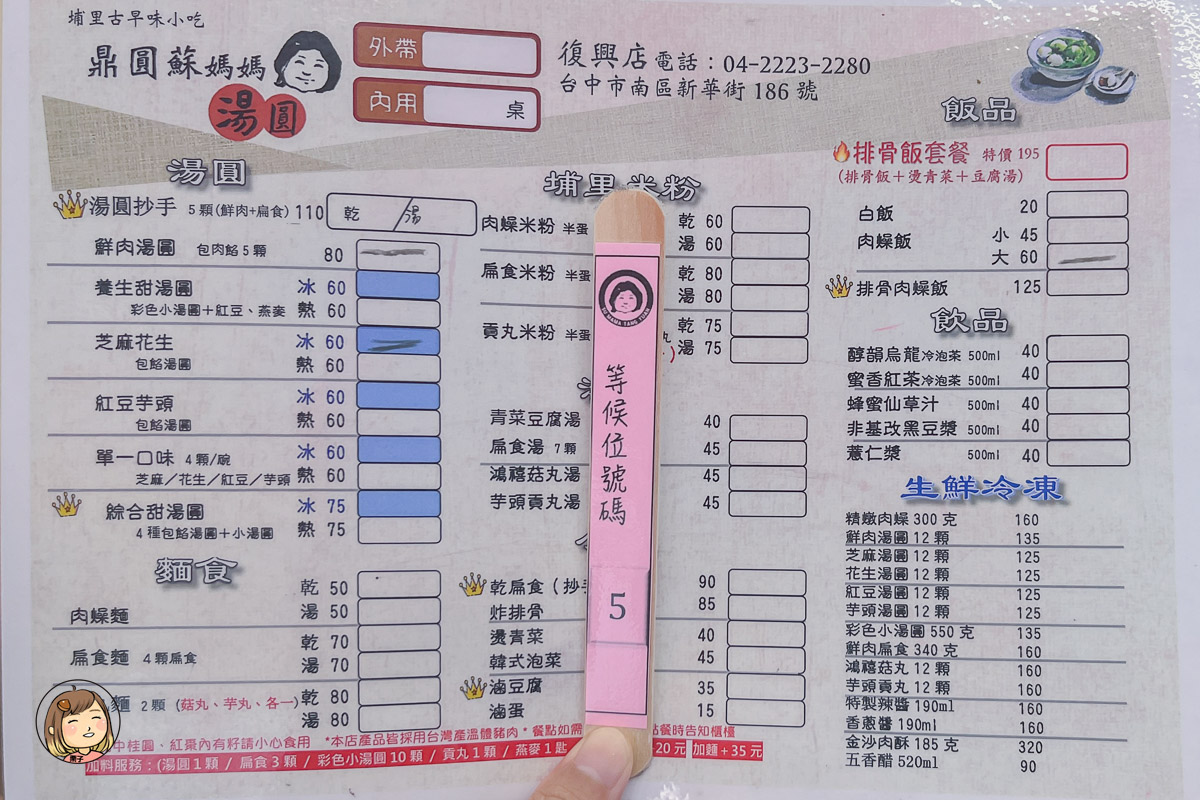 埔里古早味小吃
鼎圓蘇媽媽
湯圓
外帶
內用 桌
復興店 電話：04-2223-2280
台中市南區新華街186號
湯圓
湯圓抄手 5顆(鮮肉+扁食) 110 乾/湯
鮮肉湯圓 包肉餡5顆 80
養生甜湯圓 冰 60
彩色小湯圓＋紅豆、燕麥 熱 60
芝麻花生 冰 60
包餡湯圓 熱 60
紅豆芋頭 冰 60
包餡湯圓 熱 60
單一口味 4顆/碗 冰 60
芝麻／花生／紅豆／芋頭 熱 60
綜合甜湯圓 冰 75
4種包餡湯圓＋小湯圓 熱 75
麵食
肉燥麵 乾 50
湯 50
扁食麵 4顆扁食 乾 70
湯 70
麵 2顆 (菇丸、芋丸、各一) 乾 80
湯 80
埔里米粉
肉燥米粉 半蛋 乾 60
湯 60
扁食米粉 半蛋 乾 80
湯 80
貢丸米粉 半蛋 乾 75
湯 75
青菜豆腐湯 40
扁食湯 7顆 45
鴻禧菇丸湯 45
芋頭貢丸湯 45
乾扁食（抄手 90
炸排骨 85
燙青菜 40
韓式泡菜 45
滷豆腐 35
滷蛋 15
等候位號碼
5
飯品
排骨飯套餐 特價 195
(排骨飯＋燙青菜＋豆腐湯)
白飯 20
肉燥飯 小 45
大 60
排骨肉燥飯 125
飲品
醇韻烏龍冷泡茶 500ml 40
蜜香紅茶冷泡茶 500ml 40
蜂蜜仙草汁 500ml 40
非基改黑豆漿 500ml 40
薏仁漿 500ml 40
生鮮冷凍
精燉肉燥 300克 160
鮮肉湯圓 12顆 135
芝麻湯圓 12顆 125
花生湯圓 12顆 125
紅豆湯圓 12顆 125
芋頭湯圓 12顆 125
彩色小湯圓 550克 135
鮮肉扁食 340克 160
鴻禧菇丸 12顆 160
芋頭貢丸 12顆 160
特製辣醬 190ml 160
香蔥醬 190ml 160
金沙肉酥 185克 320
五香醋 520ml 90
中桂圓、紅棗內有籽請小心食用 *本店產品皆採用台灣產溫體豬肉 * 餐點如需 點餐時告知櫃檯
加料服務：(湯圓1顆 / 扁食3顆 / 彩色小湯圓10顆 / 貢丸1顆 / 燕麥1匙 20元 加麵＋35元